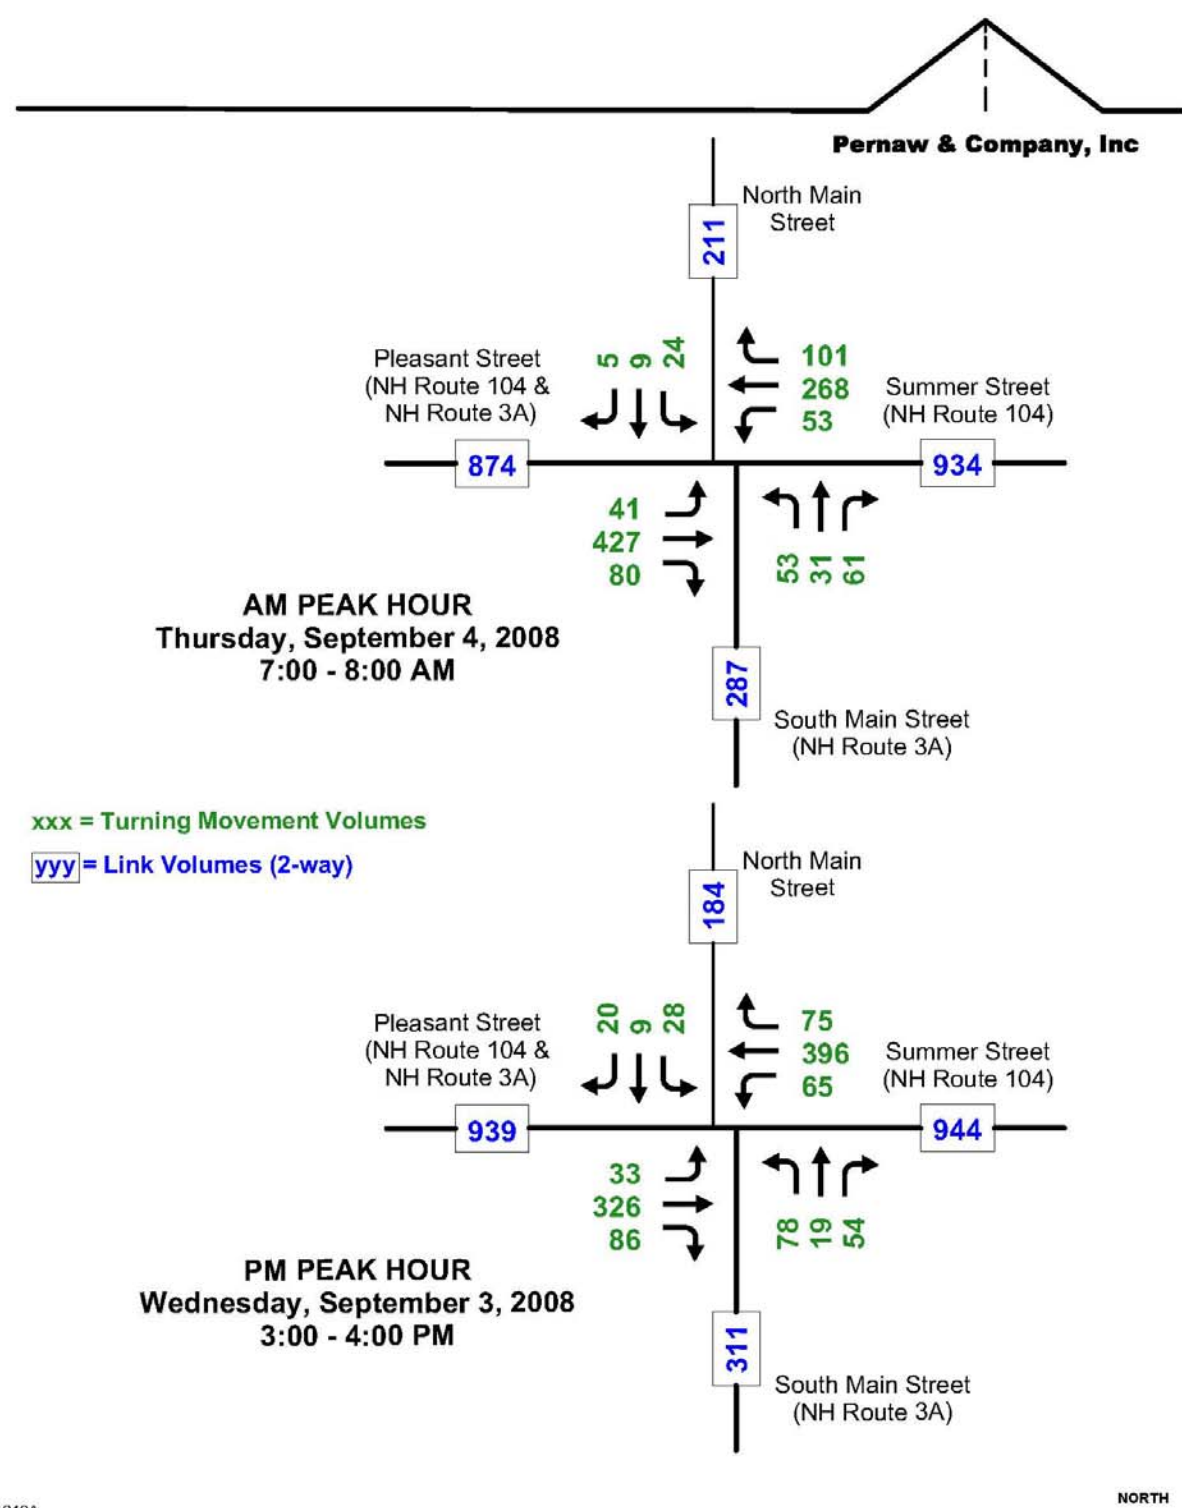 Pernaw & Company, Inc
North Main
Street
211
5 9 24
101
268
53
Pleasant Street
(NH Route 104 &
NH Route 3A)
Summer Street
(NH Route 104)
874
934
41
427
80
53 31 61
AM PEAK HOUR
Thursday, September 4, 2008
7:00 - 8:00 AM
287
South Main Street
(NH Route 3A)
xxx = Turning Movement Volumes
yyy = Link Volumes (2-way)
North Main
Street
184
20 9 28
75
396
65
Pleasant Street
(NH Route 104 &
NH Route 3A)
Summer Street
(NH Route 104)
939
944
33
326
86
78 19 54
PM PEAK HOUR
Wednesday, September 3, 2008
3:00 - 4:00 PM
311
South Main Street
(NH Route 3A)
NORTH